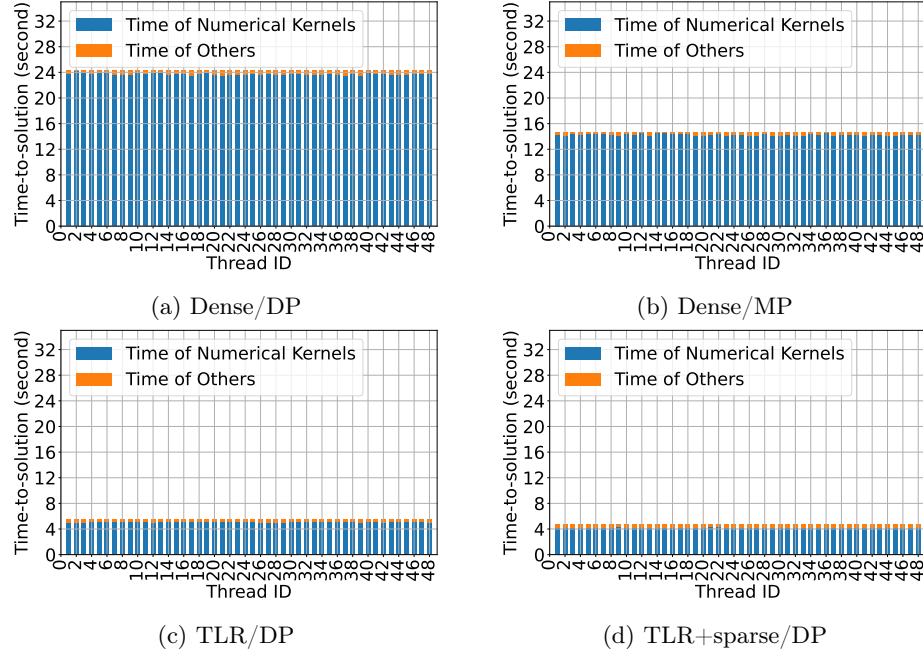 Time-to-solution (second)
32
28
24
20
16
12
8
4
0
Time of Numerical Kernels
Time of Others
0 2 4 6 8 10 12 14 16 18 20 22 24 26 28 30 32 34 36 38 40 42 44 46 48
Thread ID
(a) Dense/DP
Time-to-solution (second)
32
28
24
20
16
12
8
4
0
Time of Numerical Kernels
Time of Others
0 2 4 6 8 10 12 14 16 18 20 22 24 26 28 30 32 34 36 38 40 42 44 46 48
Thread ID
(b) Dense/MP
Time-to-solution (second)
32
28
24
20
16
12
8
4
0
Time of Numerical Kernels
Time of Others
0 2 4 6 8 10 12 14 16 18 20 22 24 26 28 30 32 34 36 38 40 42 44 46 48
Thread ID
(c) TLR/DP
Time-to-solution (second)
32
28
24
20
16
12
8
4
0
Time of Numerical Kernels
Time of Others
0 2 4 6 8 10 12 14 16 18 20 22 24 26 28 30 32 34 36 38 40 42 44 46 48
Thread ID
(d) TLR+sparse/DP